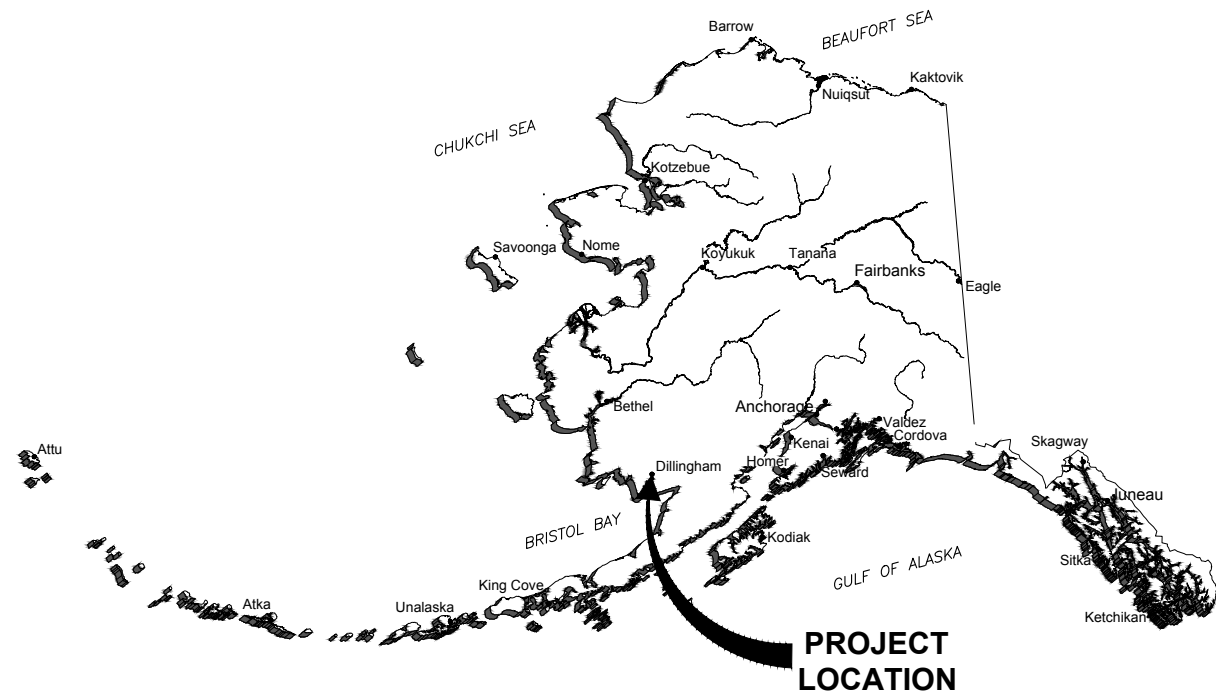 Barrow
BEAUFORT SEA
Kaktovik
Nuiqsut
CHUKCHI SEA
Kotzebue
Savoonga
Nome
Koyukuk
Tanana
Fairbanks
Eagle
Bethel
Anchorage
Valdez
Cordova
Kenai
Skagway
Attu
Homer
Dillingham
Seward
Juneau
BRISTOL BAY
Kodiak
GULF OF ALASKA
Sitka
King Cove
Atka
Unalaska
Ketchikan
PROJECT
LOCATION